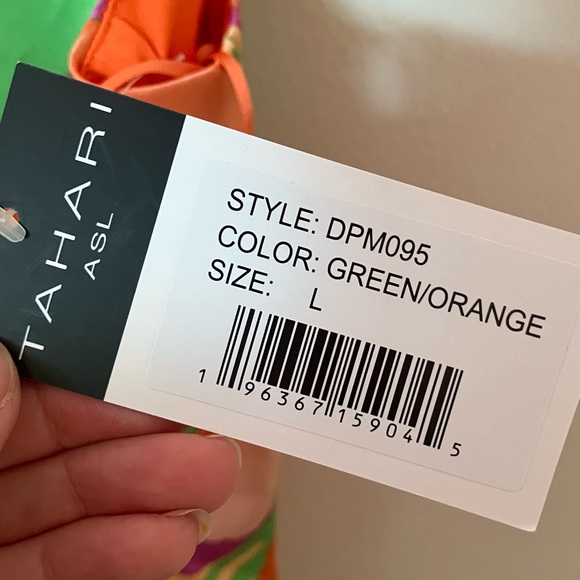 TAHARI
ASL
STYLE: DPM095
COLOR: GREEN/ORANGE
SIZE: L
1 96367 15904 5